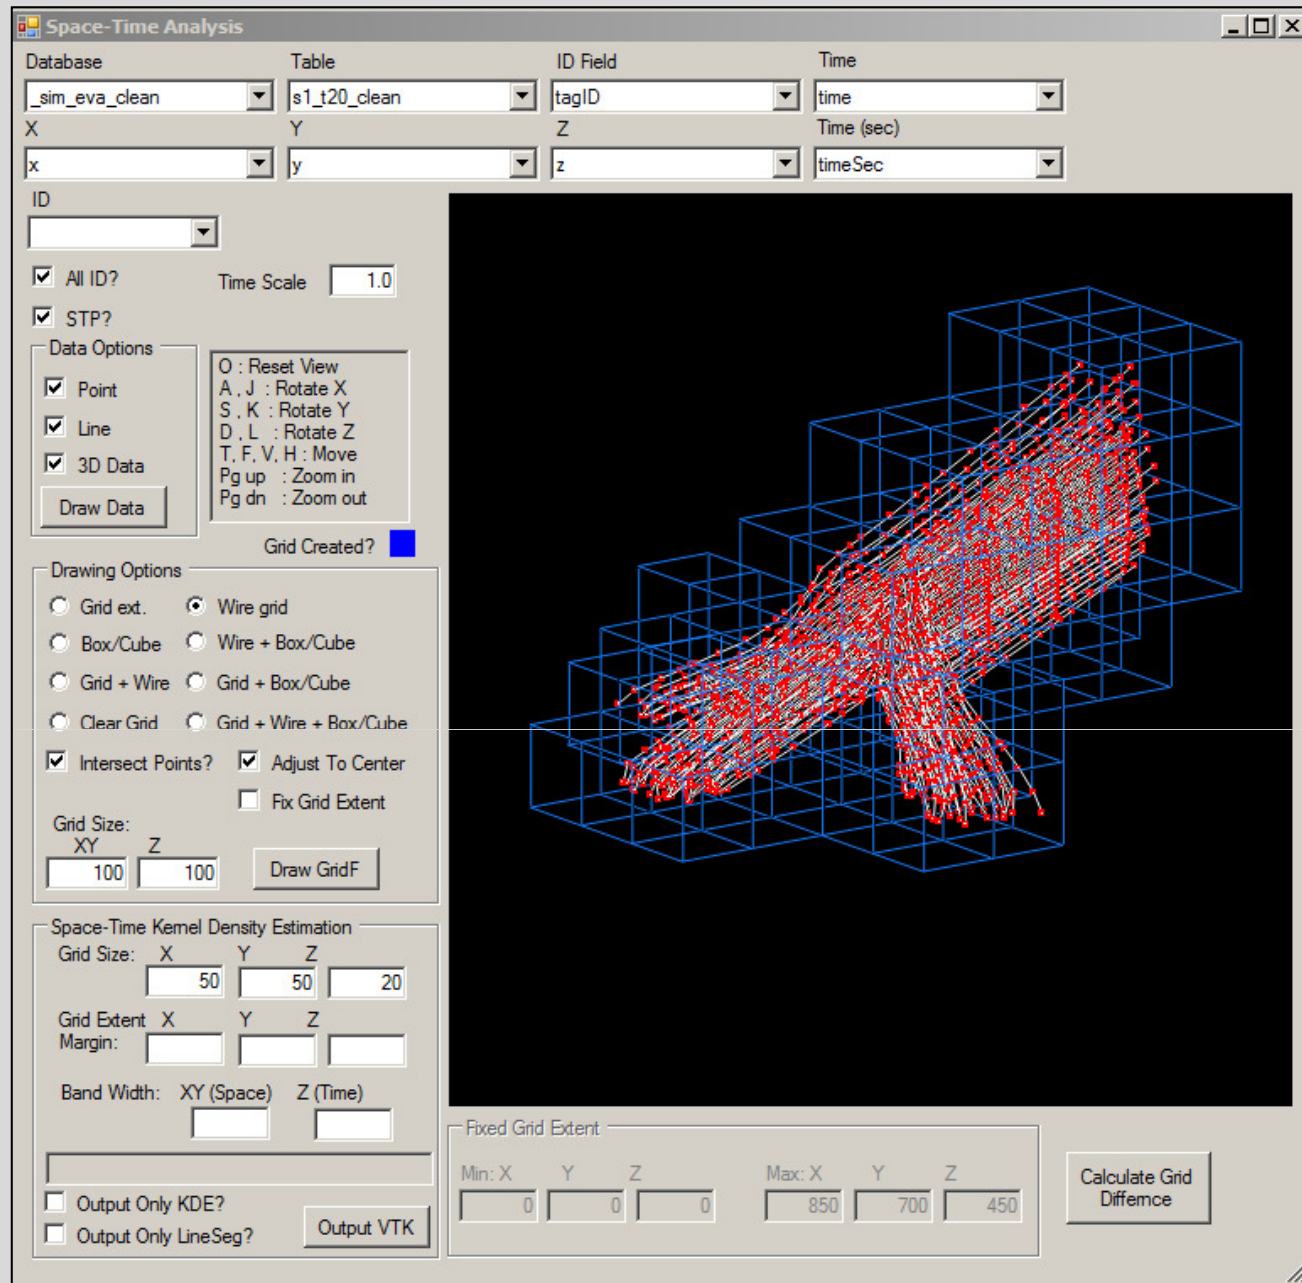 Space-Time Analysis
Database Table ID Field Time
_sim_eva_clean s1_t20_clean tagID time
X Y Z Time (sec)
x y z timeSec
ID
All ID? Time Scale 1.0
STP?
Data Options
Point
Line
3D Data
Draw Data
O : Reset View
A , J : Rotate X
S , K : Rotate Y
D , L : Rotate Z
T, F, V, H : Move
Pg up : Zoom in
Pg dn : Zoom out
Grid Created?
Drawing Options
Grid ext. Wire grid
Box/Cube Wire + Box/Cube
Grid + Wire Grid + Box/Cube
Clear Grid Grid + Wire + Box/Cube
Intersect Points? Adjust To Center
Fix Grid Extent
Grid Size:
XY Z
100 100 Draw GridF
Space-Time Kernel Density Estimation
Grid Size: X Y Z
50 50 20
Grid Extent X Y Z
Margin:
Band Width: XY (Space) Z (Time)
Output Only KDE?
Output Only LineSeg?
Output VTK
Fixed Grid Extent
Min: X Y Z Max: X Y Z
0 0 0 850 700 450
Calculate Grid
Differnce